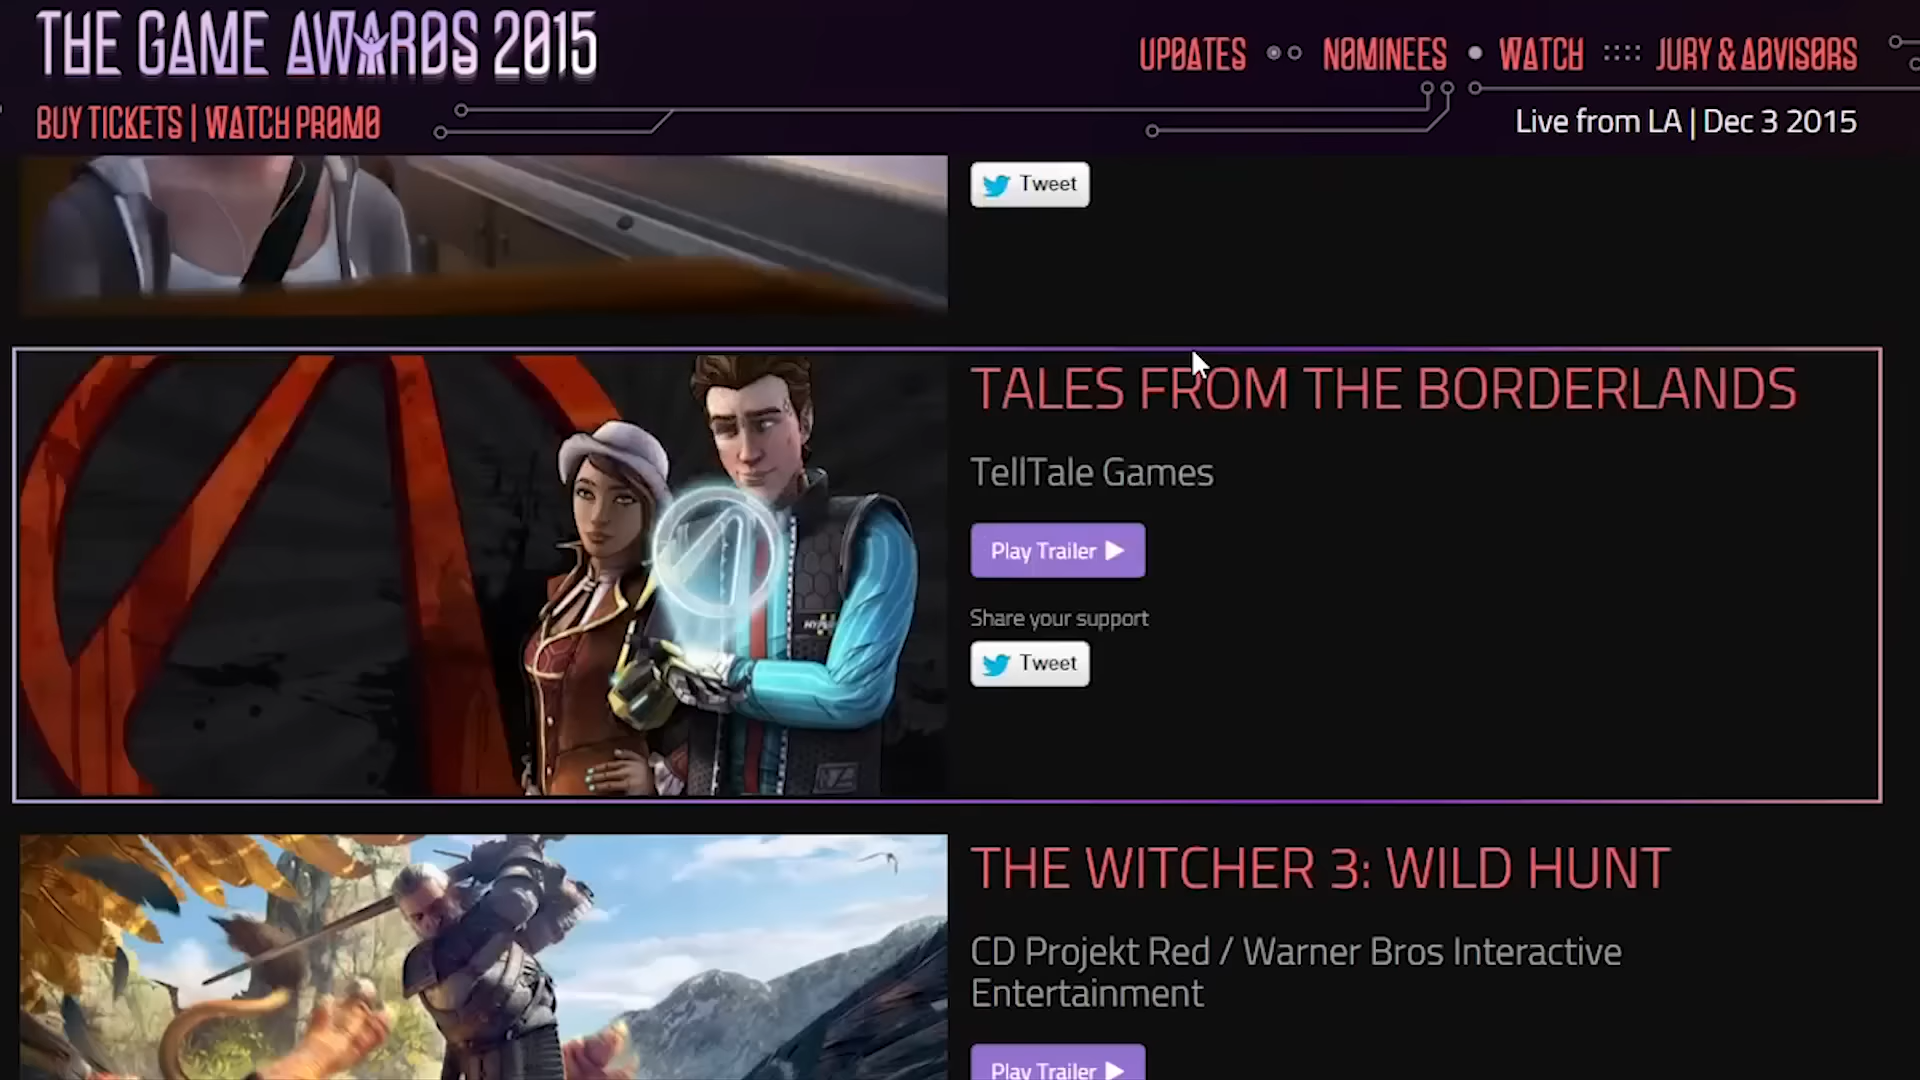 THE GAME AWARDS 2015
UPDATES NOMINEES WATCH JURY & ADVISORS
BUY TICKETS | WATCH PROMO
Live from LA | Dec 3 2015
Tweet
TALES FROM THE BORDERLANDS
TellTale Games
Play Trailer
Share your support
Tweet
THE WITCHER 3: WILD HUNT
CD Projekt Red / Warner Bros Interactive
Entertainment
Play Trailer